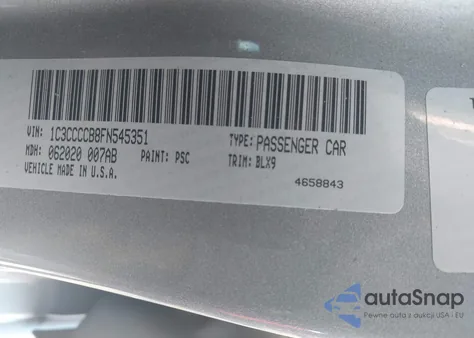 VIN: 1C3CCCCB8FN545351 TYPE: PASSENGER CAR
MDH: 062020 007AB PAINT: PSC TRIM: BLX9
VEHICLE MADE IN U.S.A. 4658843
autoSnap
Pewne auta z aukcji USA i EU